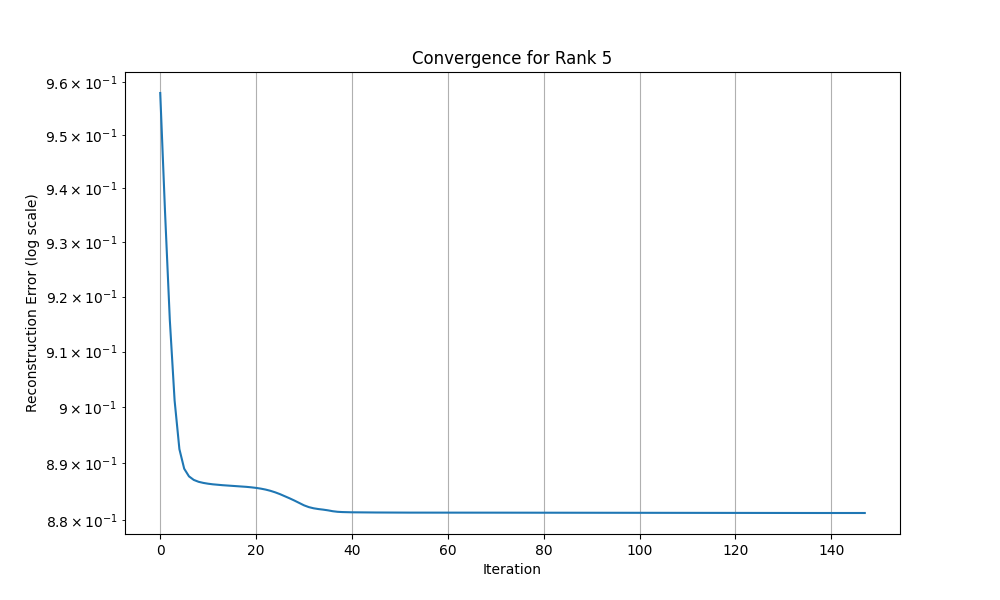 Convergence for Rank 5
Reconstruction Error (log scale)
9.6 × 10⁻¹
9.5 × 10⁻¹
9.4 × 10⁻¹
9.3 × 10⁻¹
9.2 × 10⁻¹
9.1 × 10⁻¹
9 × 10⁻¹
8.9 × 10⁻¹
8.8 × 10⁻¹
0 20 40 60 80 100 120 140
Iteration